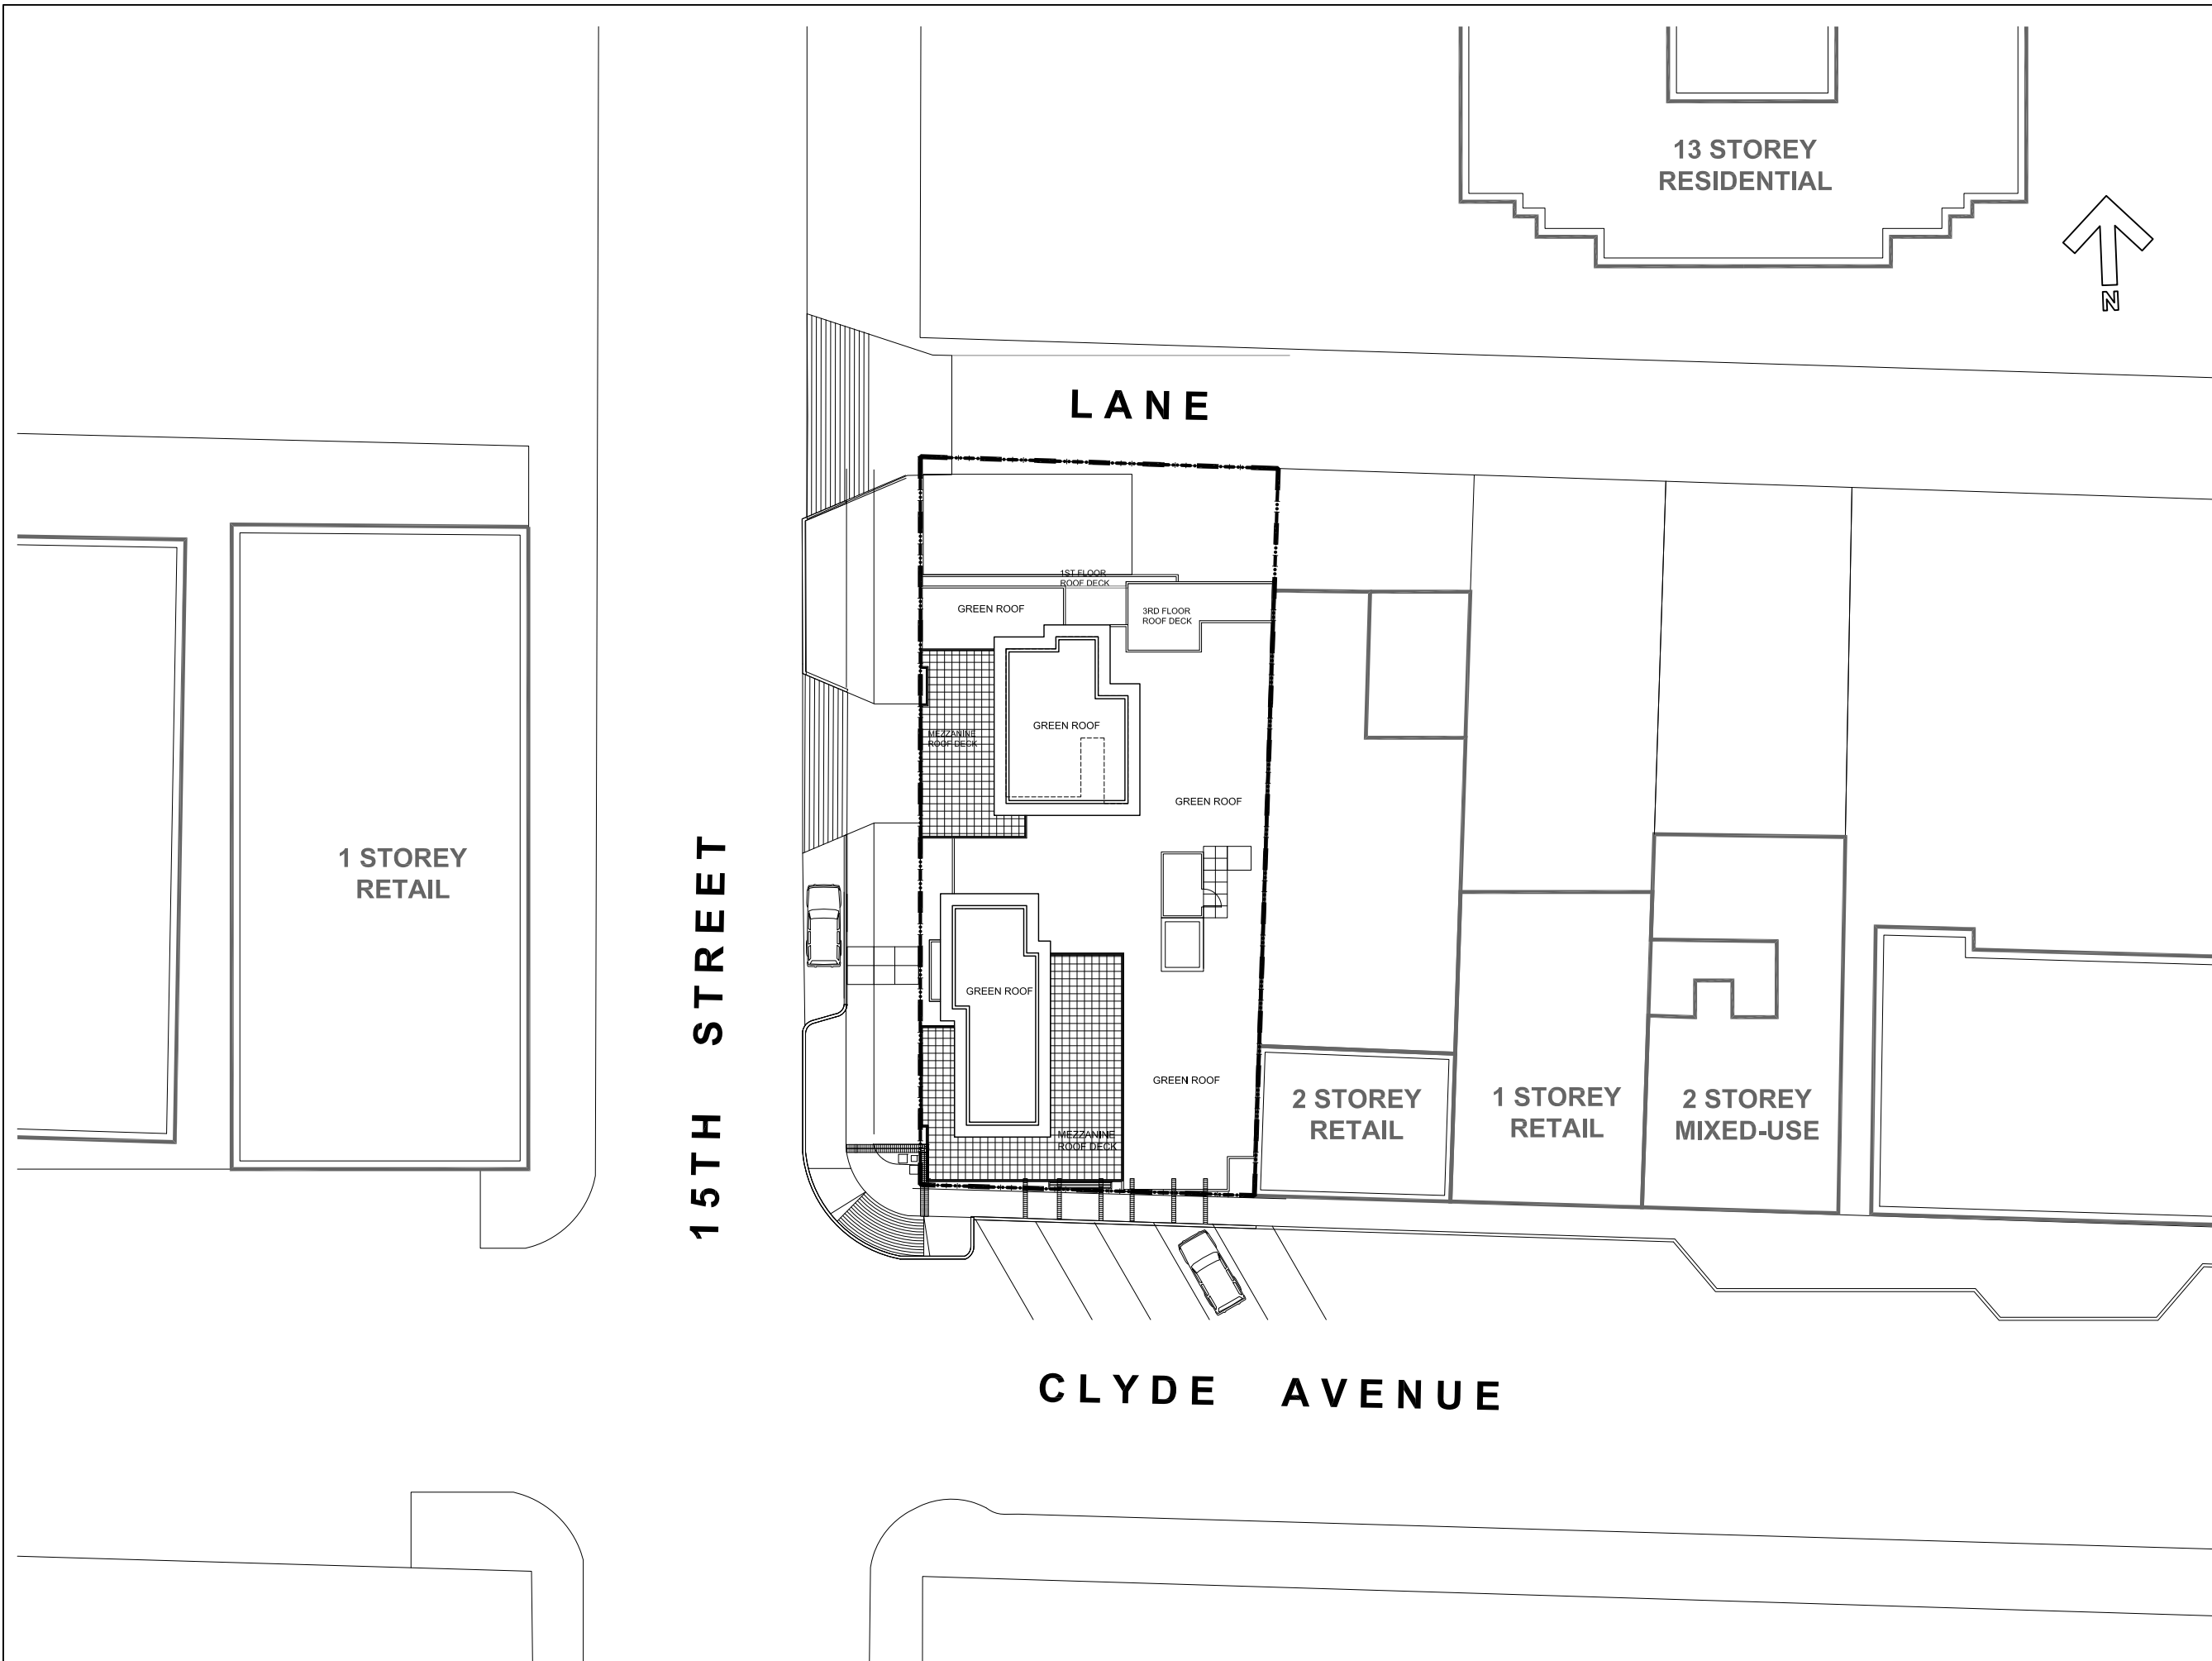 13 STOREY
RESIDENTIAL
N
LANE
1ST FLOOR
ROOF DECK
GREEN ROOF
3RD FLOOR
ROOF DECK
GREEN ROOF
MEZZANINE
ROOF DECK
GREEN ROOF
1 STOREY
RETAIL
15TH STREET
GREEN ROOF
GREEN ROOF
MEZZANINE
ROOF DECK
2 STOREY
RETAIL
1 STOREY
RETAIL
2 STOREY
MIXED-USE
CLYDE AVENUE